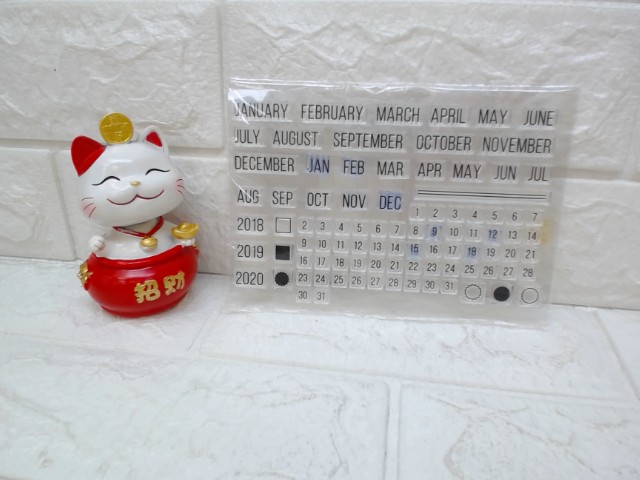 JANUARY FEBRUARY MARCH APRIL MAY JUNE
JULY AUGUST SEPTEMBER OCTOBER NOVEMBER
DECEMBER JAN FEB MAR APR MAY JUN JUL
AUG SEP OCT NOV DEC
1 2 3 4 5 6 7
2018 1 2 3 4 5 6 7 8 9 10 11 12 13 14
2019 9 10 11 12 13 14 15 16 17 18 19 20 21
16 17 18 19 20 21 22 23 24 25 26 27 28
2020 23 24 25 26 27 28 29 30 31
30 31
招财